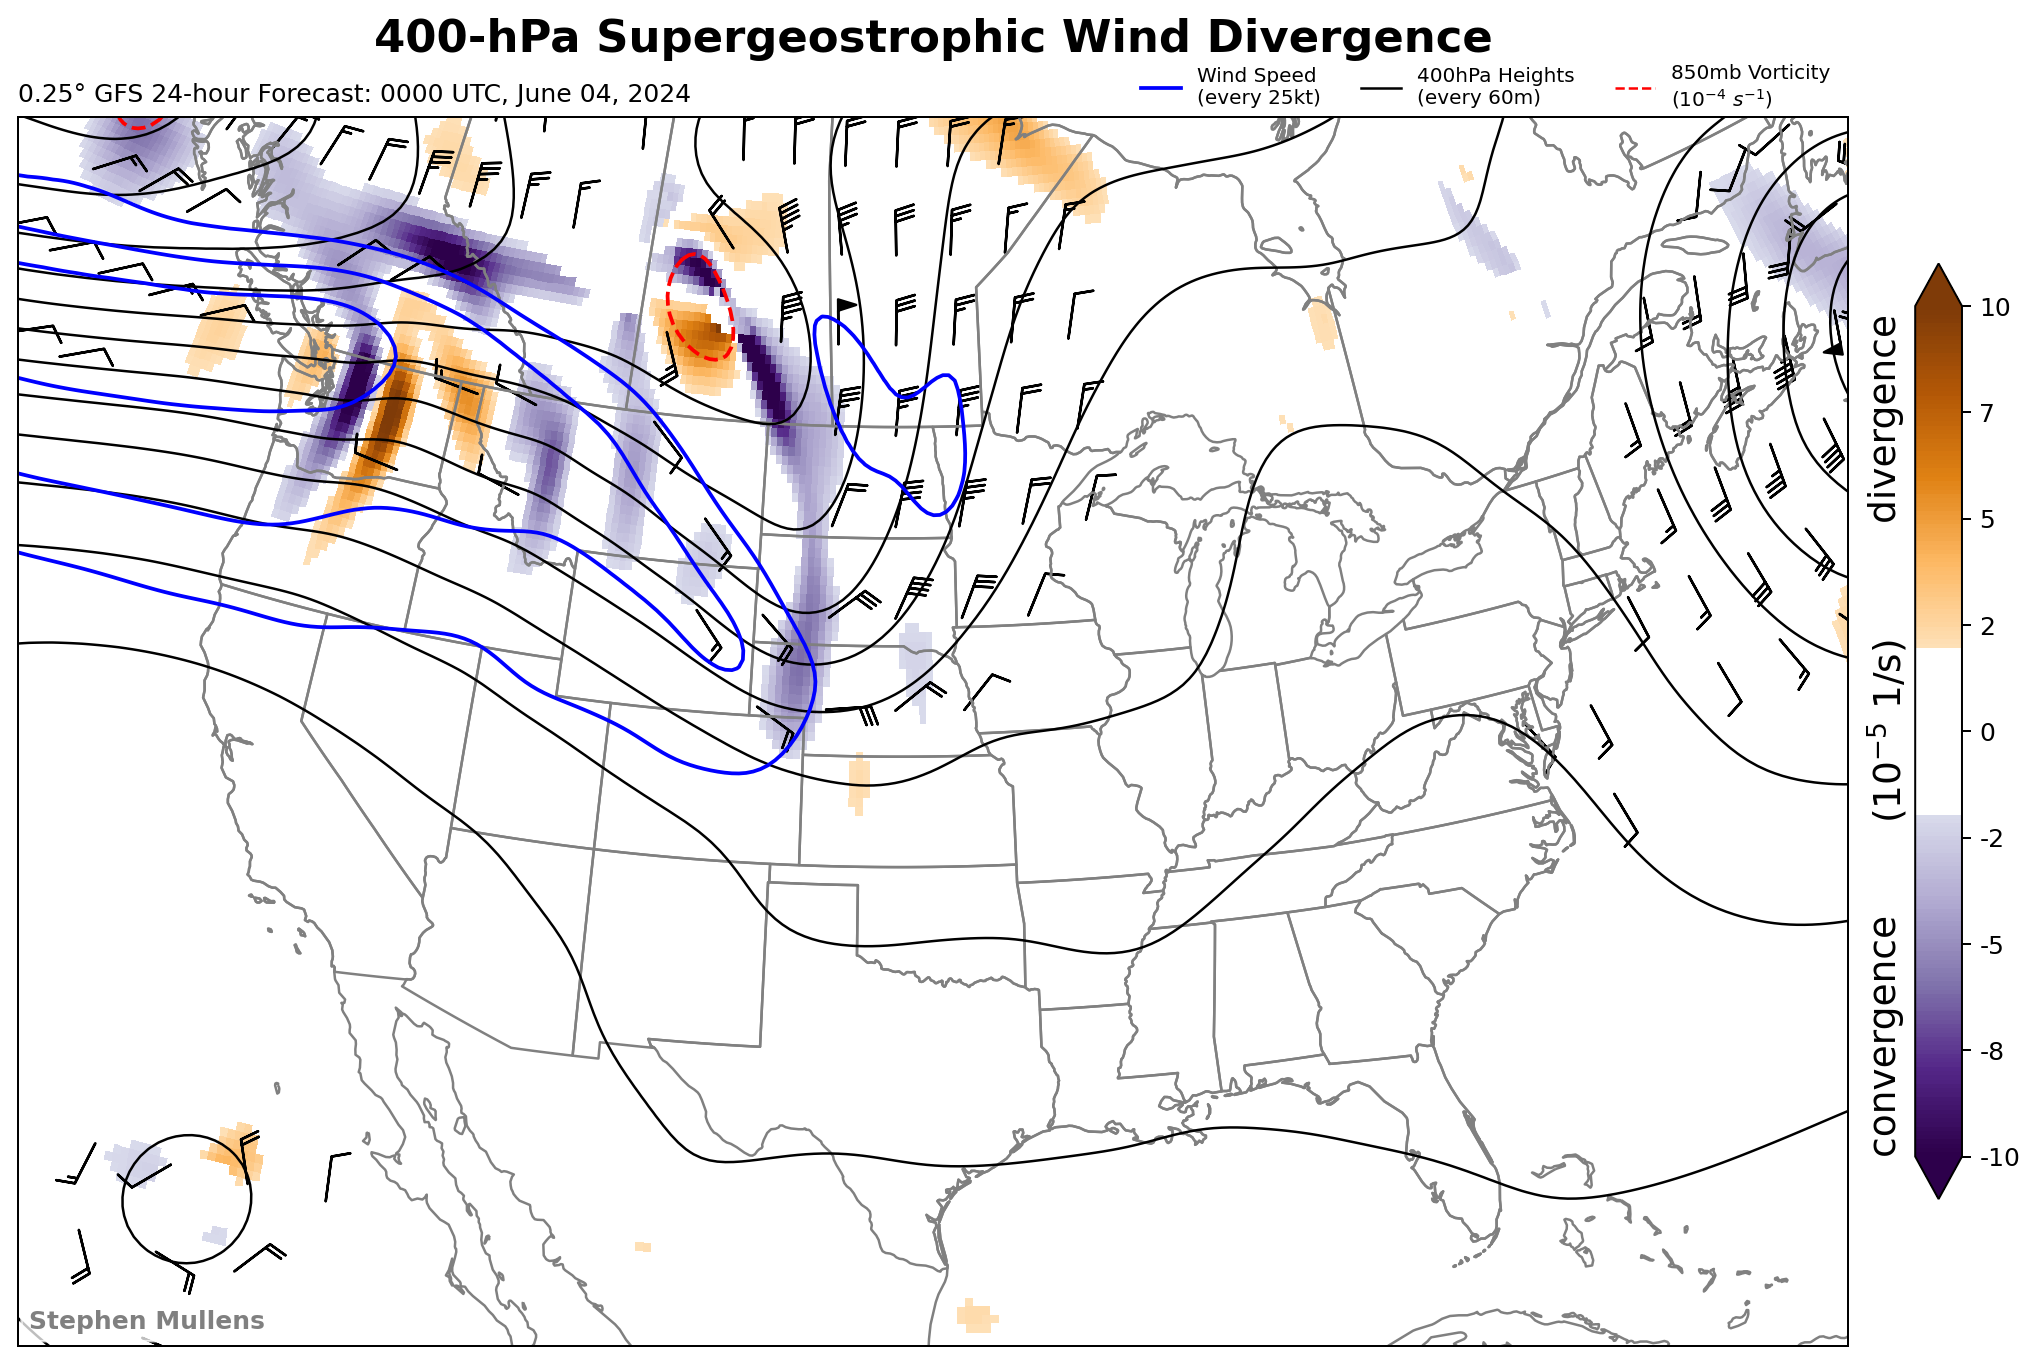 400-hPa Supergeostrophic Wind Divergence
0.25° GFS 24-hour Forecast: 0000 UTC, June 04, 2024
Wind Speed
(every 25kt)
400hPa Heights
(every 60m)
850mb Vorticity
(10⁻⁴ s⁻¹)
10
7
5
2
0
-2
-5
-8
-10
convergence (10⁻⁵ 1/s) divergence
Stephen Mullens